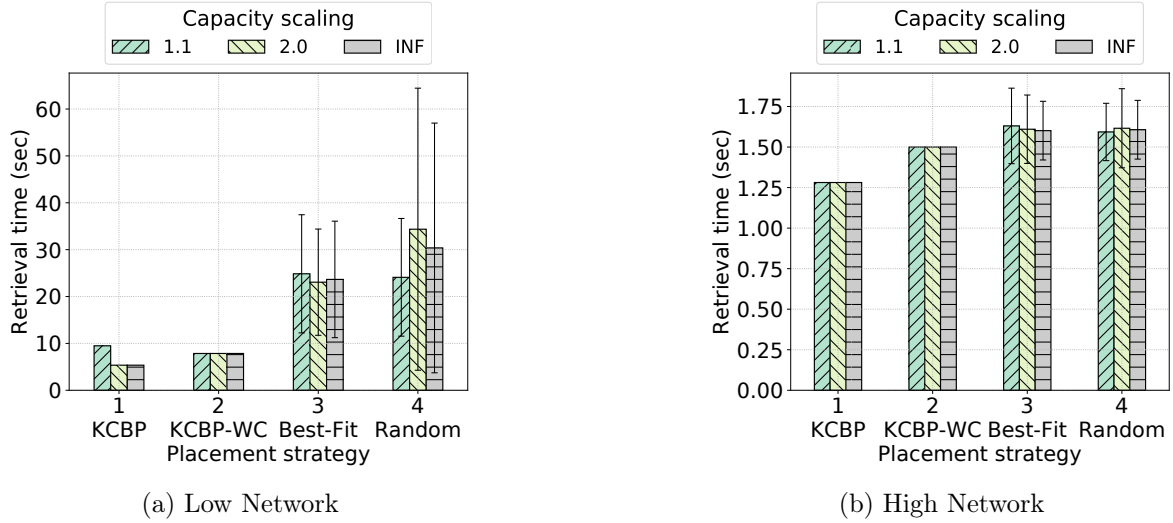 Capacity scaling
1.1 2.0 INF
Retrieval time (sec)
60
50
40
30
20
10
0
1 2 3 4
KCBP KCBP-WC Best-Fit Random
Placement strategy
(a) Low Network
Capacity scaling
1.1 2.0 INF
Retrieval time (sec)
1.75
1.50
1.25
1.00
0.75
0.50
0.25
0.00
1 2 3 4
KCBP KCBP-WC Best-Fit Random
Placement strategy
(b) High Network